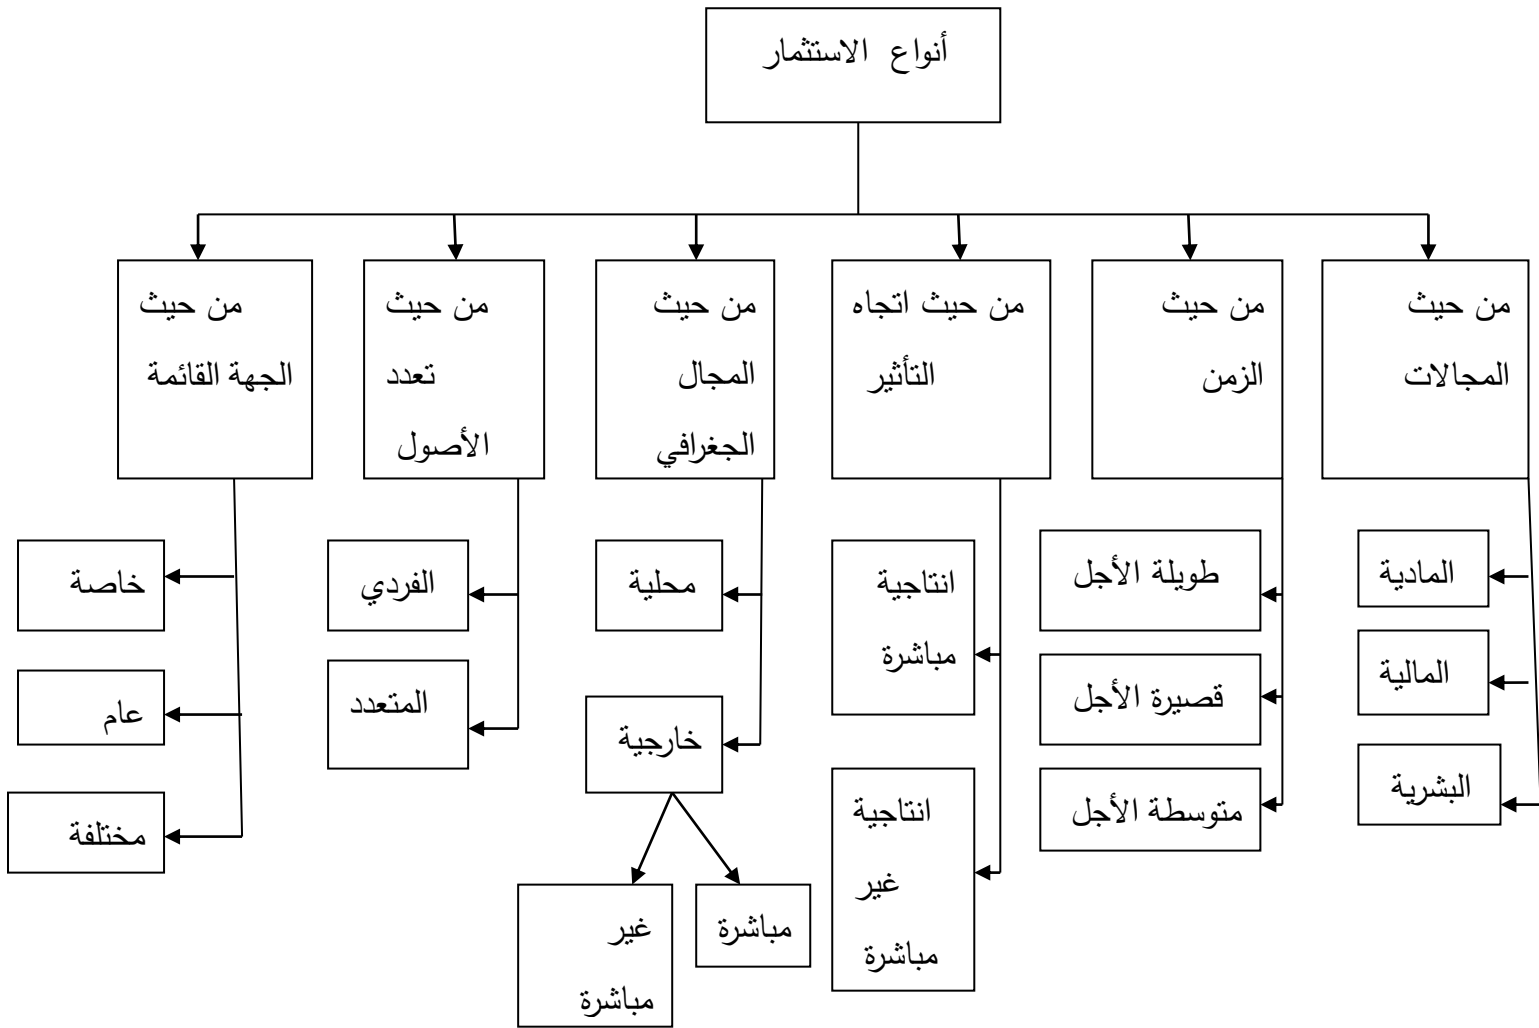 أنواع الاستثمار
من حيث
المجالات
من حيث
الزمن
من حيث اتجاه
التأثير
من حيث
المجال
الجغرافي
من حيث
تعدد
الأصول
من حيث
الجهة القائمة
المادية
المالية
البشرية
طويلة الأجل
قصيرة الأجل
متوسطة الأجل
انتاجية
مباشرة
انتاجية
غير
مباشرة
محلية
خارجية
مباشرة
غير
مباشرة
الفردي
المتعدد
خاصة
عام
مختلفة